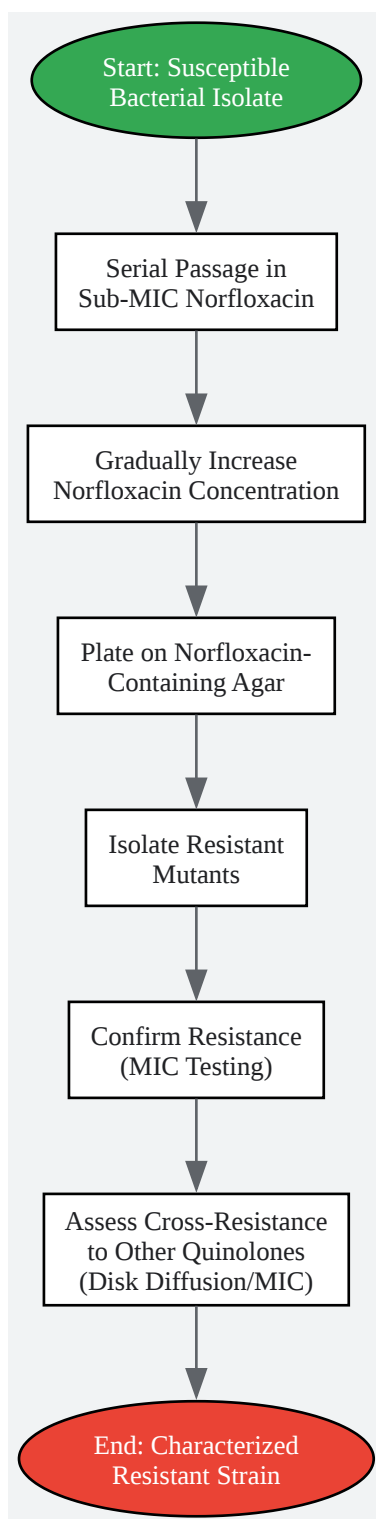 Start: Susceptible
Bacterial Isolate
Serial Passage in
Sub-MIC Norfloxacin
Gradually Increase
Norfloxacin Concentration
Plate on Norfloxacin-
Containing Agar
Isolate Resistant
Mutants
Confirm Resistance
(MIC Testing)
Assess Cross-Resistance
to Other Quinolones
(Disk Diffusion/MIC)
End: Characterized
Resistant Strain